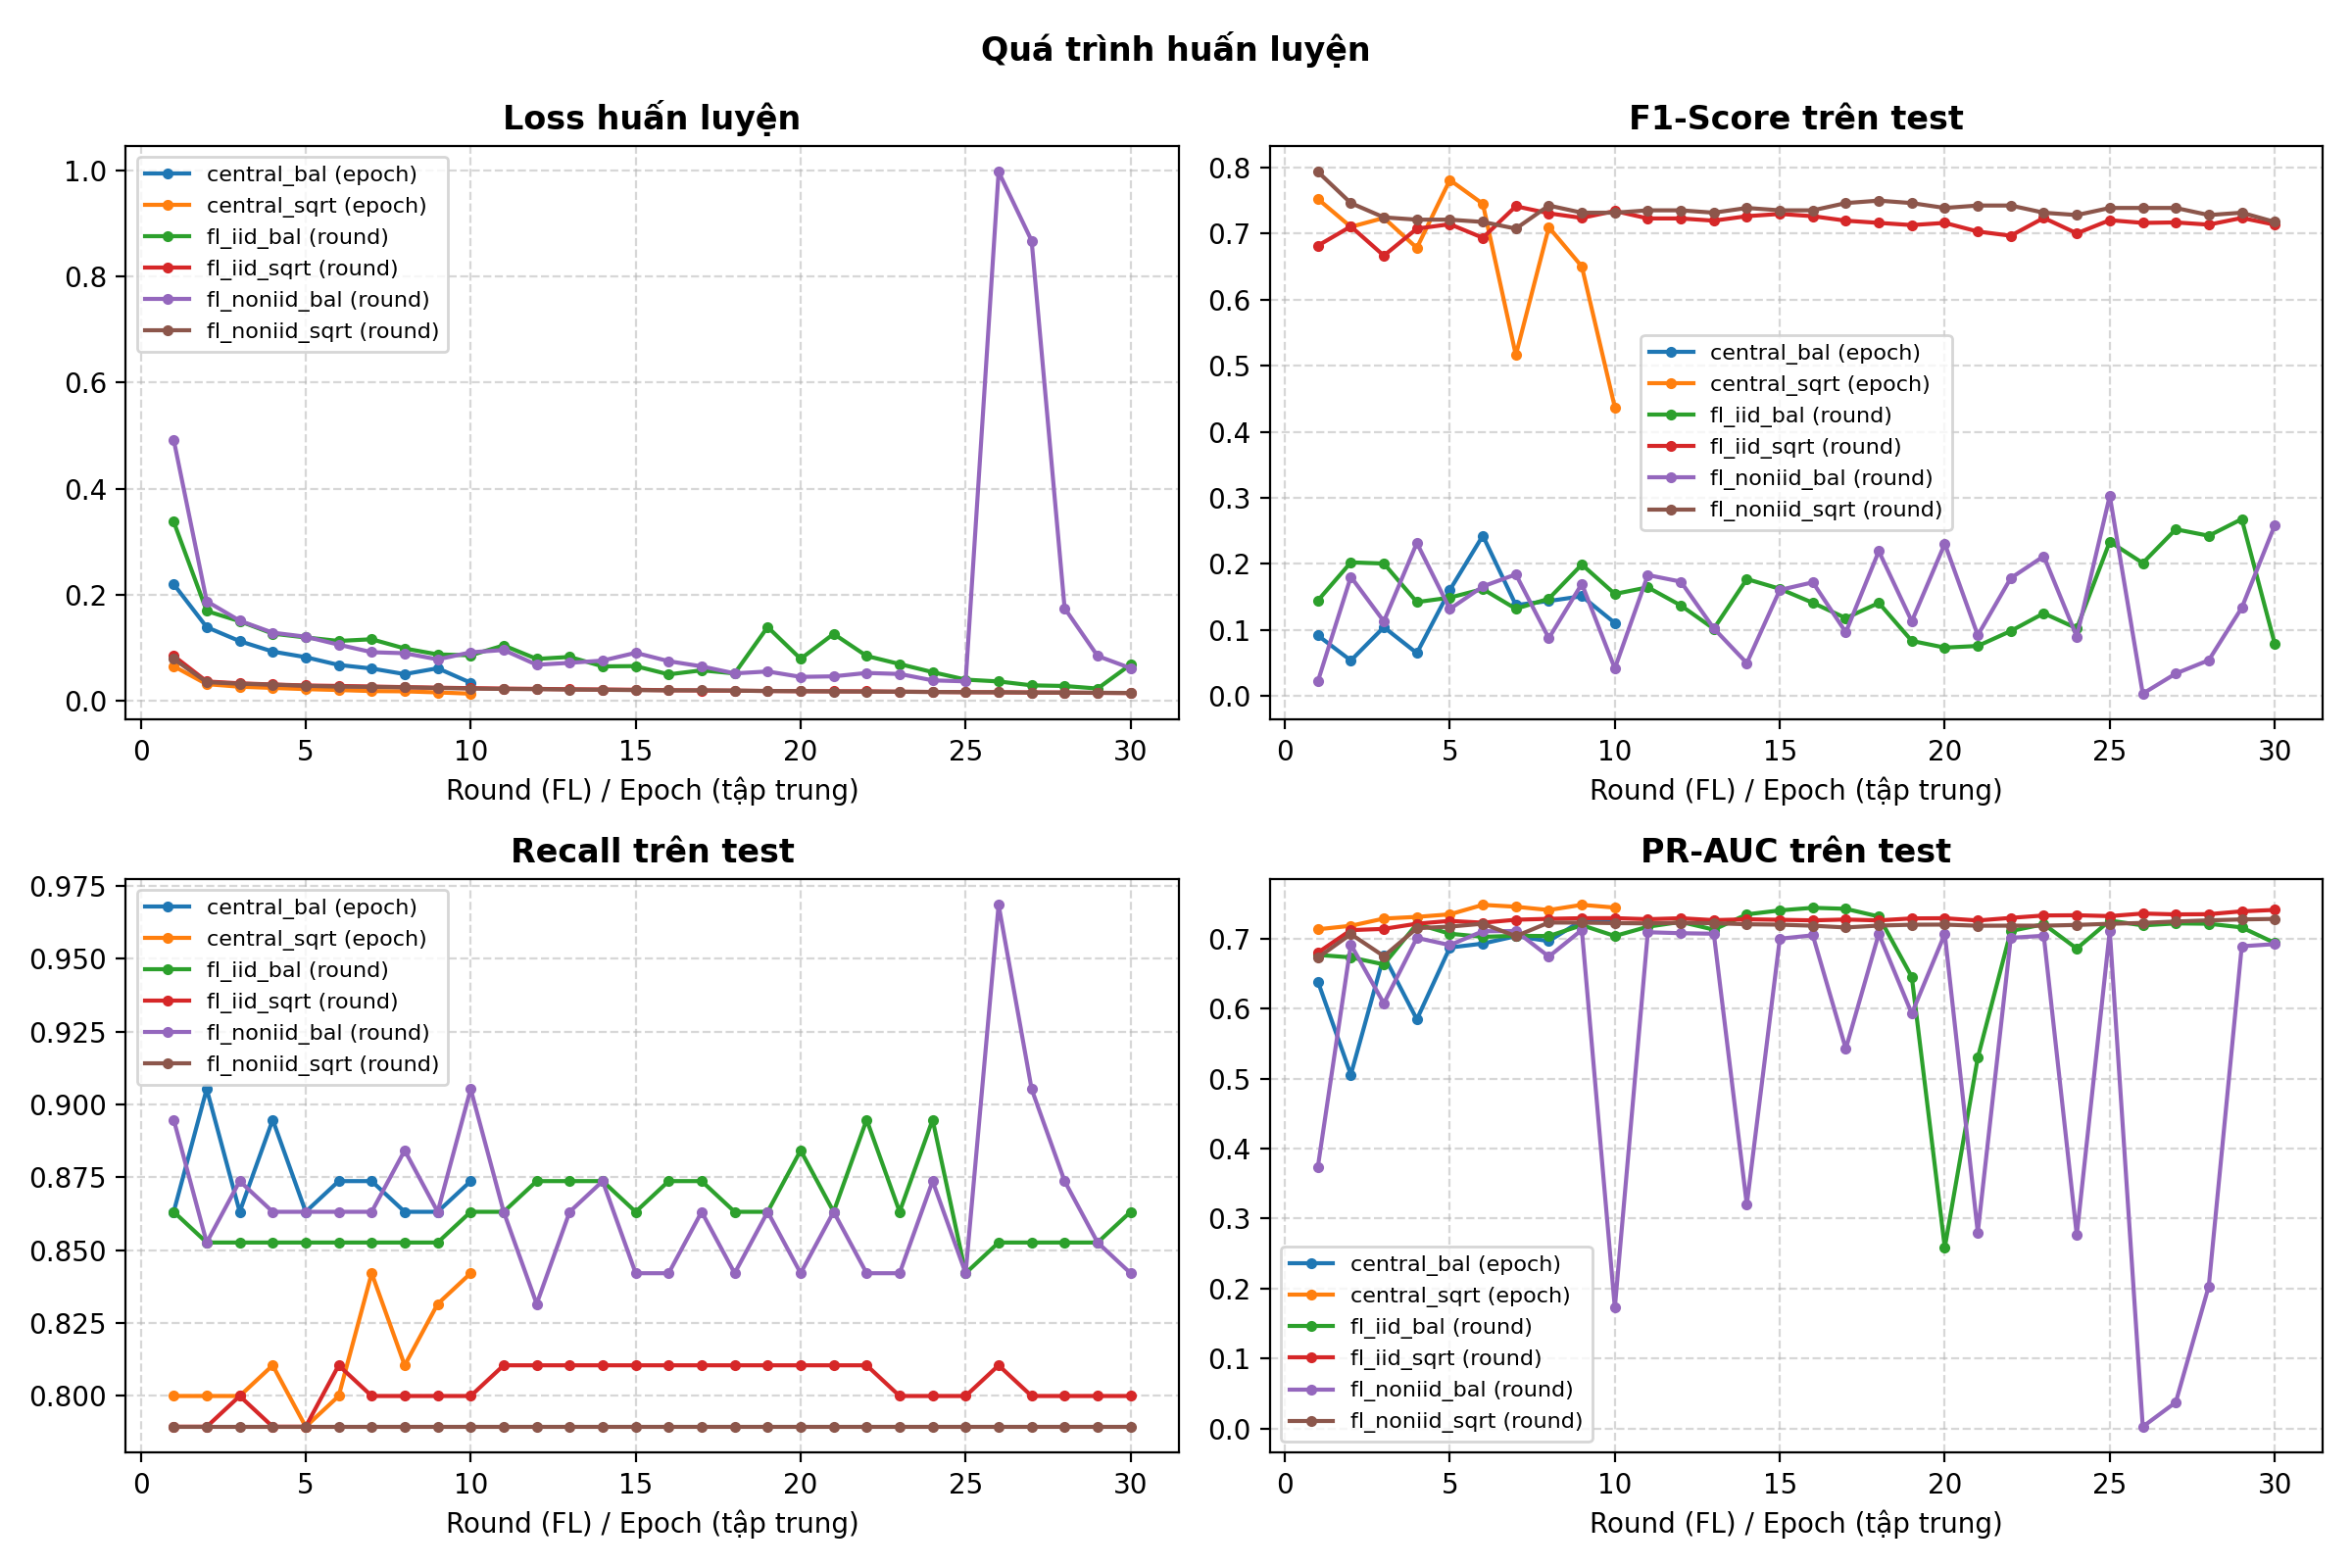 Quá trình huấn luyện
Loss huấn luyện
1.0
0.8
0.6
0.4
0.2
0.0
central_bal (epoch)
central_sqrt (epoch)
fl_iid_bal (round)
fl_iid_sqrt (round)
fl_noniid_bal (round)
fl_noniid_sqrt (round)
0 5 10 15 20 25 30
Round (FL) / Epoch (tập trung)
F1-Score trên test
0.8
0.7
0.6
0.5
0.4
0.3
0.2
0.1
0.0
central_bal (epoch)
central_sqrt (epoch)
fl_iid_bal (round)
fl_iid_sqrt (round)
fl_noniid_bal (round)
fl_noniid_sqrt (round)
0 5 10 15 20 25 30
Round (FL) / Epoch (tập trung)
Recall trên test
0.975
0.950
0.925
0.900
0.875
0.850
0.825
0.800
central_bal (epoch)
central_sqrt (epoch)
fl_iid_bal (round)
fl_iid_sqrt (round)
fl_noniid_bal (round)
fl_noniid_sqrt (round)
0 5 10 15 20 25 30
Round (FL) / Epoch (tập trung)
PR-AUC trên test
0.7
0.6
0.5
0.4
0.3
0.2
0.1
0.0
central_bal (epoch)
central_sqrt (epoch)
fl_iid_bal (round)
fl_iid_sqrt (round)
fl_noniid_bal (round)
fl_noniid_sqrt (round)
0 5 10 15 20 25 30
Round (FL) / Epoch (tập trung)